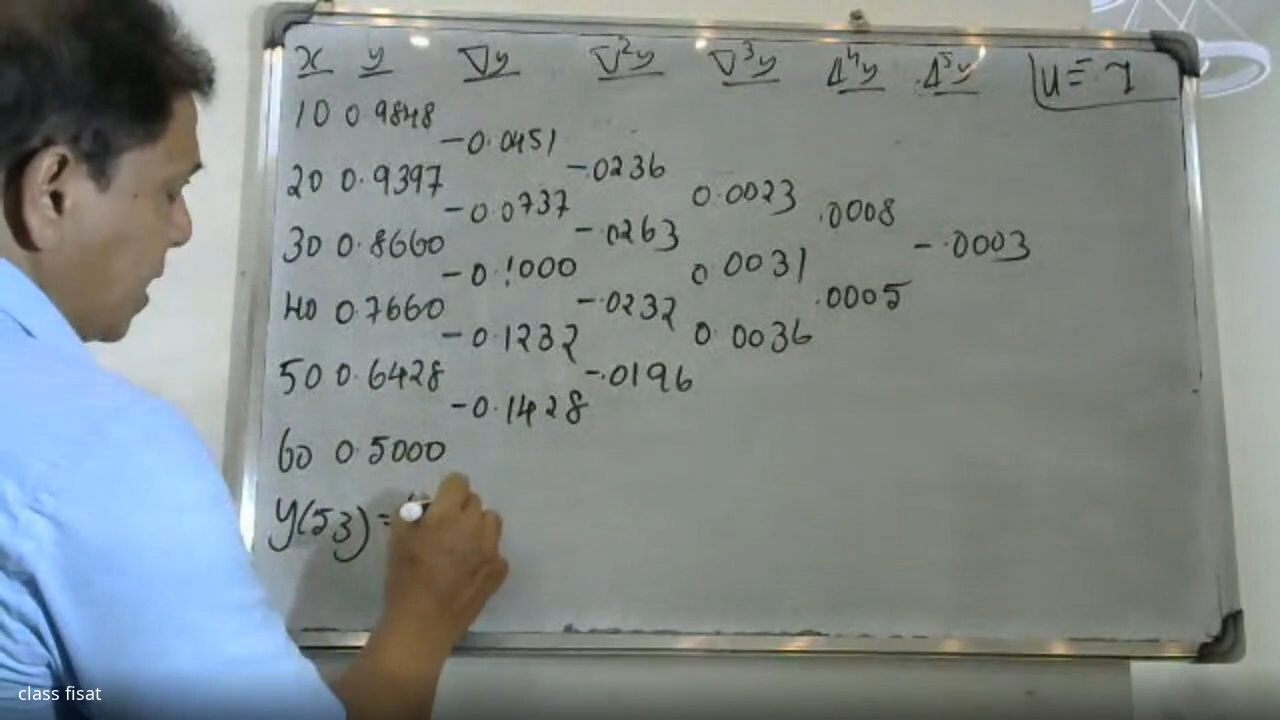 x y ∇y ∇²y ∇³y Δ⁴y Δ⁵y u = -.7
10 0.9848
-0.0451
20 0.9397 -0236
-0.0737 0.0023 .0008
30 0.8660 -.0263 -.0003
-0.1000 0.0031
40 0.7660 -.0232 .0005
-0.1232 0.0036
50 0.6428 -.0196
-0.1428
60 0.5000
y(53) =
class fisat